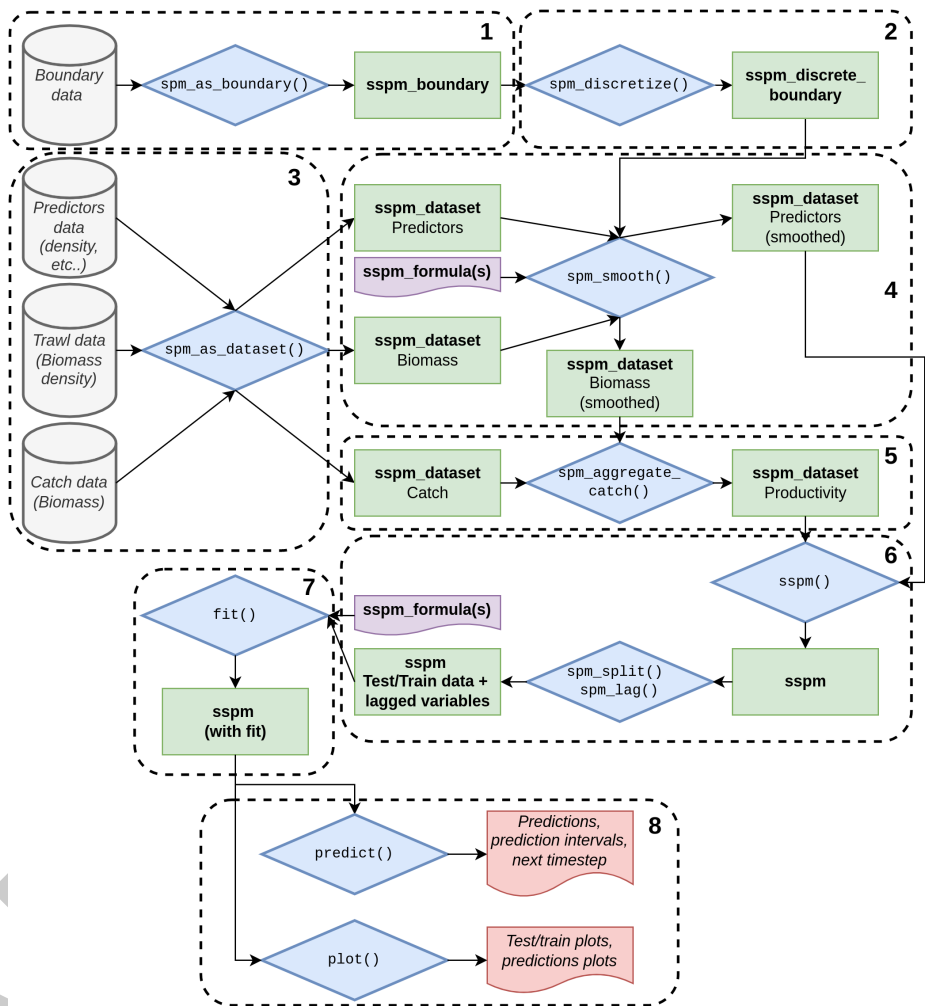 1
2
Boundary
data
spm_as_boundary()
sspm_boundary
spm_discretize()
sspm_discrete_
boundary
3
Predictors
data
(density,
etc..)
Trawl data
(Biomass
density)
Catch data
(Biomass)
spm_as_dataset()
4
sspm_dataset
Predictors
sspm_formula(s)
sspm_dataset
Biomass
spm_smooth()
sspm_dataset
Predictors
(smoothed)
sspm_dataset
Biomass
(smoothed)
5
sspm_dataset
Catch
spm_aggregate_
catch()
sspm_dataset
Productivity
6
sspm()
sspm
spm_split()
spm_lag()
sspm_formula(s)
sspm
Test/Train data +
lagged variables
7
fit()
sspm
(with fit)
8
predict()
Predictions,
prediction intervals,
next timestep
plot()
Test/train plots,
predictions plots